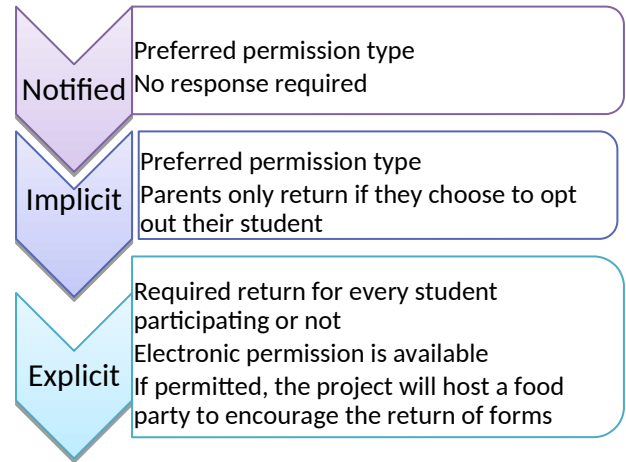 Notified
Preferred permission type
No response required
Implicit
Preferred permission type
Parents only return if they choose to opt
out their student
Explicit
Required return for every student
participating or not
Electronic permission is available
If permitted, the project will host a food
party to encourage the return of forms